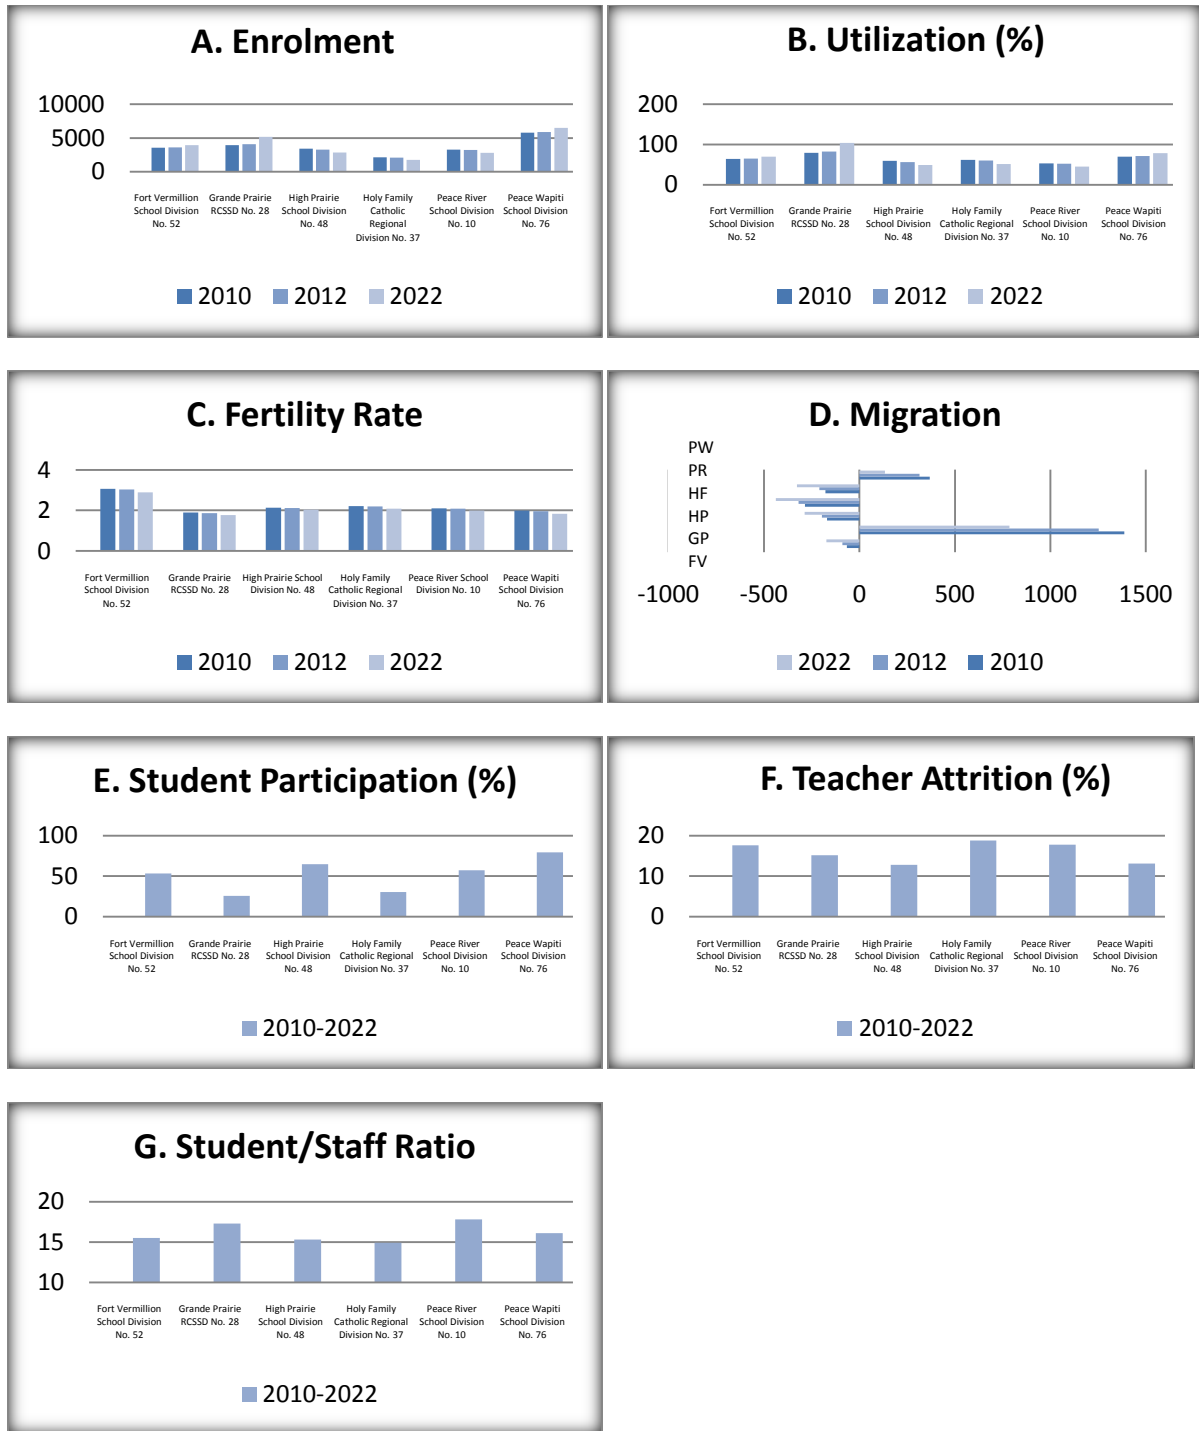 A. Enrolment
10000
5000
0
Fort Vermillion
School Division
No. 52
Grande Prairie
RCSSD No. 28
High Prairie
School Division
No. 48
Holy Family
Catholic
Regional
Division No. 37
Peace River
School Division
No. 10
Peace Wapiti
School Division
No. 76
2010 2012 2022
B. Utilization (%)
200
100
0
Fort Vermillion
School Division
No. 52
Grande Prairie
RCSSD No. 28
High Prairie
School Division
No. 48
Holy Family
Catholic Regional
Division No. 37
Peace River
School Division
No. 10
Peace Wapiti
School Division
No. 76
2010 2012 2022
C. Fertility Rate
4
2
0
Fort Vermillion
School Division
No. 52
Grande Prairie
RCSSD No. 28
High Prairie School
Division No. 48
Holy Family
Catholic Regional
Division No. 37
Peace River School
Division No. 10
Peace Wapiti
School Division
No. 76
2010 2012 2022
D. Migration
PW
PR
HF
HP
GP
FV
-1000 -500 0 500 1000 1500
2022 2012 2010
E. Student Participation (%)
100
50
0
Fort Vermillion
School Division
No. 52
Grande Prairie
RCSSD No. 28
High Prairie
School Division
No. 48
Holy Family
Catholic Regional
Division No. 37
Peace River
School Division
No. 10
Peace Wapiti
School Division
No. 76
2010-2022
F. Teacher Attrition (%)
20
10
0
Fort Vermillion
School Division
No. 52
Grande Prairie
RCSSD No. 28
High Prairie
School Division
No. 48
Holy Family
Catholic Regional
Division No. 37
Peace River
School Division
No. 10
Peace Wapiti
School Division
No. 76
2010-2022
G. Student/Staff Ratio
20
15
10
Fort Vermillion
School Division
No. 52
Grande Prairie
RCSSD No. 28
High Prairie
School Division
No. 48
Holy Family
Catholic Regional
Division No. 37
Peace River
School Division
No. 10
Peace Wapiti
School Division
No. 76
2010-2022